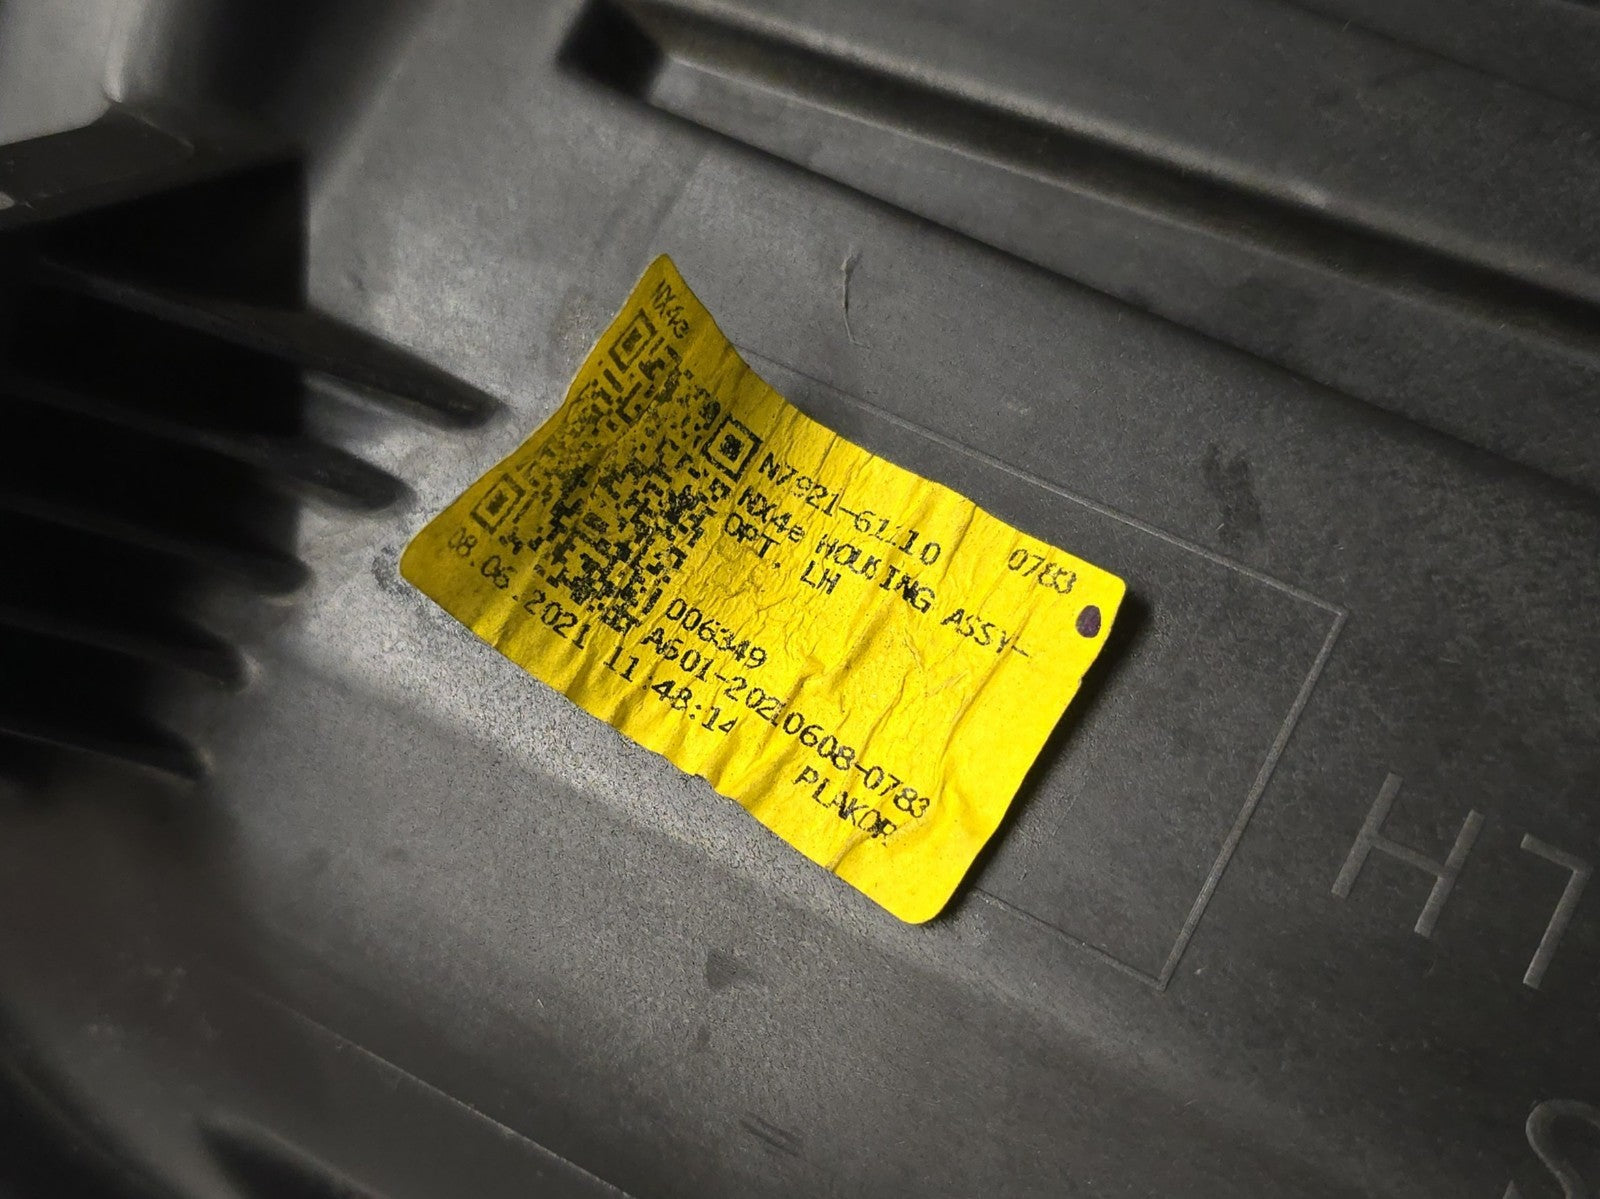 NX4e
N7921-61110 0783
NX4e HOUSING ASSY-
OPT, LH
006349
A601-20210608-0783
08.06.2021 11:48:14
PLAKOR